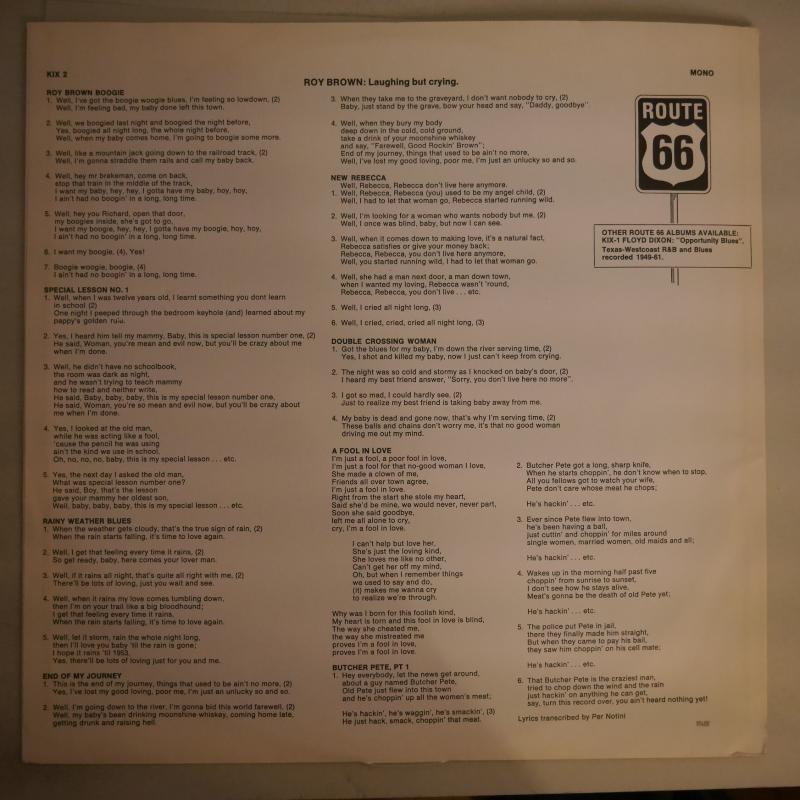 KIX 2
MONO
ROY BROWN: Laughing but crying.
ROY BROWN BOOGIE
1. Well, I've got the boogie woogie blues, I'm feeling so lowdown, (2)
Well, I'm feeling bad, my baby done left this town.
2. Well, we boogied last night and boogied the night before,
Yes, boogied all night long, the whole night before,
Well, when my baby comes home, I'm going to boogie some more.
3. Well, like a mountain jack going down to the railroad track, (2)
Well, I'm gonna straddle them rails and call my baby back.
4. Well, hey mr brakeman, come on back,
stop that train in the middle of the track,
I want my baby, hey, hey, I gotta have my baby, hoy, hoy,
I ain't had no boogin' in a long, long time.
5. Well, hey you Richard, open that door,
my boogies inside, she's got to go,
I want my boogie, hey, hey, I gotta have my boogie, hoy, hoy,
I ain't had no boogin' in a long, long time.
6. I want my boogie, (4), Yes!
7. Boogie woogie, boogie, (4)
I ain't had no boogin' in a long, long time.
SPECIAL LESSON NO. 1
1. Well, when I was twelve years old, I learnt something you dont learn
in school (2)
One night I peeped through the bedroom keyhole (and) learned about my
pappy's golden rule.
2. Yes, I heard him tell my mammy, Baby, this is special lesson number one, (2)
He said, Woman, you're mean and evil now, but you'll be crazy about me
when I'm done.
3. Well, he didn't have no schoolbook,
the room was dark as night,
and he wasn't trying to teach mammy
how to read and neither write,
He said, Baby, baby, baby, this is my special lesson number one,
He said, Woman, you're so mean and evil now, but you'll be crazy about
me when I'm done.
4. Yes, I looked at the old man,
while he was acting like a fool,
'cause the pencil he was using
ain't the kind we use in school,
Oh, no, no, no, baby, this is my special lesson . . . etc.
5. Yes, the next day I asked the old man,
What was special lesson number one?
He said, Boy, that's the lesson
gave your mammy her oldest son,
Well, baby, baby, baby, this is my special lesson . . . etc.
RAINY WEATHER BLUES
1. When the weather gets cloudy, that's the true sign of rain, (2)
When the rain starts falling, it's time to love again.
2. Well, I get that feeling every time it rains, (2)
So get ready, baby, here comes your lover man.
3. Well, if it rains all night, that's quite all right with me, (2)
There'll be lots of loving, just you wait and see.
4. Well, when it rains my love comes tumbling down,
then I'm on your trail like a big bloodhound;
I get that feeling every time it rains,
When the rain starts falling, it's time to love again.
5. Well, let it storm, rain the whole night long,
then I'll love you baby 'til the rain is gone;
I hope it rains 'til 1953,
Yes, there'll be lots of loving just for you and me.
END OF MY JOURNEY
1. This is the end of my journey, things that used to be ain't no more, (2)
Yes, I've lost my good loving, poor me, I'm just an unlucky so and so.
2. Well, I'm going down to the river, I'm gonna bid this world farewell, (2)
Well, my baby's been drinking moonshine whiskey, coming home late,
getting drunk and raising hell.
3. When they take me to the graveyard, I don't want nobody to cry, (2)
Baby, just stand by the grave, bow your head and say, "Daddy, goodbye".
4. Well, when they bury my body
deep down in the cold, cold ground,
take a drink of your moonshine whiskey
and say, "Farewell, Good Rockin' Brown";
End of my journey, things that used to be ain't no more,
Well, I've lost my good loving, poor me, I'm just an unlucky so and so.
NEW REBECCA
Well, Rebecca, Rebecca don't live here anymore.
1. Well, Rebecca, Rebecca (you) used to be my angel child, (2)
Well, I had to let that woman go, Rebecca started running wild.
2. Well, I'm looking for a woman who wants nobody but me, (2)
Well, I once was blind, baby, but now I can see.
3. Well, when it comes down to making love, it's a natural fact,
Rebecca satisfies or give your money back;
Rebecca, Rebecca, you don't live here anymore,
Well, you started running wild, I had to let that woman go.
4. Well, she had a man next door, a man down town,
when I wanted my loving, Rebecca wasn't 'round,
Rebecca, Rebecca, you don't live . . . etc.
5. Well, I cried all night long, (3)
6. Well, I cried, cried, cried all night long, (3)
DOUBLE CROSSING WOMAN
1. Got the blues for my baby, I'm down the river serving time, (2)
Yes, I shot and killed my baby, now I just can't keep from crying.
2. The night was so cold and stormy as I knocked on baby's door, (2)
I heard my best friend answer, "Sorry, you don't live here no more".
3. I got so mad, I could hardly see, (2)
Just to realize my best friend is taking baby away from me.
4. My baby is dead and gone now, that's why I'm serving time, (2)
These balls and chains don't worry me, it's that no good woman
driving me out my mind.
A FOOL IN LOVE
I'm just a fool, a poor fool in love,
I'm just a fool for that no-good woman I love,
She made a clown of me,
Friends all over town agree,
I'm just a fool in love.
Right from the start she stole my heart,
Said she'd be mine, we would never, never part,
Soon she said goodbye,
left me all alone to cry,
cry, I'm a fool in love.
I can't help but love her,
She's just the loving kind,
She loves me like no other,
Can't get her off my mind,
Oh, but when I remember things
we used to say and do,
(it) makes me wanna cry
to realize we're through.
Why was I born for this foolish kind,
My heart is torn and this fool in love is blind,
The way she cheated me,
the way she mistreated me
proves I'm a fool in love,
proves I'm a fool in love.
BUTCHER PETE, PT 1
1. Hey everybody, let the news get around,
about a guy named Butcher Pete,
Old Pete just flew into this town
and he's choppin' up all the women's meat;
He's hackin', he's waggin', he's smackin', (3)
He just hack, smack, choppin' that meat.
2. Butcher Pete got a long, sharp knife,
When he starts choppin', he don't know when to stop,
All you fellows got to watch your wife,
Pete don't care whose meat he chops;
He's hackin' . . . etc.
3. Ever since Pete flew into town,
he's been having a ball,
just cuttin' and choppin' for miles around
single women, married women, old maids and all;
He's hackin' . . . etc.
4. Wakes up in the morning half past five
choppin' from sunrise to sunset,
I don't see how he stays alive,
Meat's gonna be the death of old Pete yet;
He's hackin' . . . etc.
5. The police put Pete in jail,
there they finally made him straight,
But when they came to pay his bail,
they saw him choppin' on his cell mate;
He's hackin' . . . etc.
6. That Butcher Pete is the craziest man,
tried to chop down the wind and the rain
just hackin' on anything he can get,
say, turn this record over, you ain't heard nothing yet!
Lyrics transcribed by Per Notini
ROUTE
66
OTHER ROUTE 66 ALBUMS AVAILABLE:
KIX-1 FLOYD DIXON: "Opportunity Blues",
Texas-Westcoast R&B and Blues
recorded 1949-61.